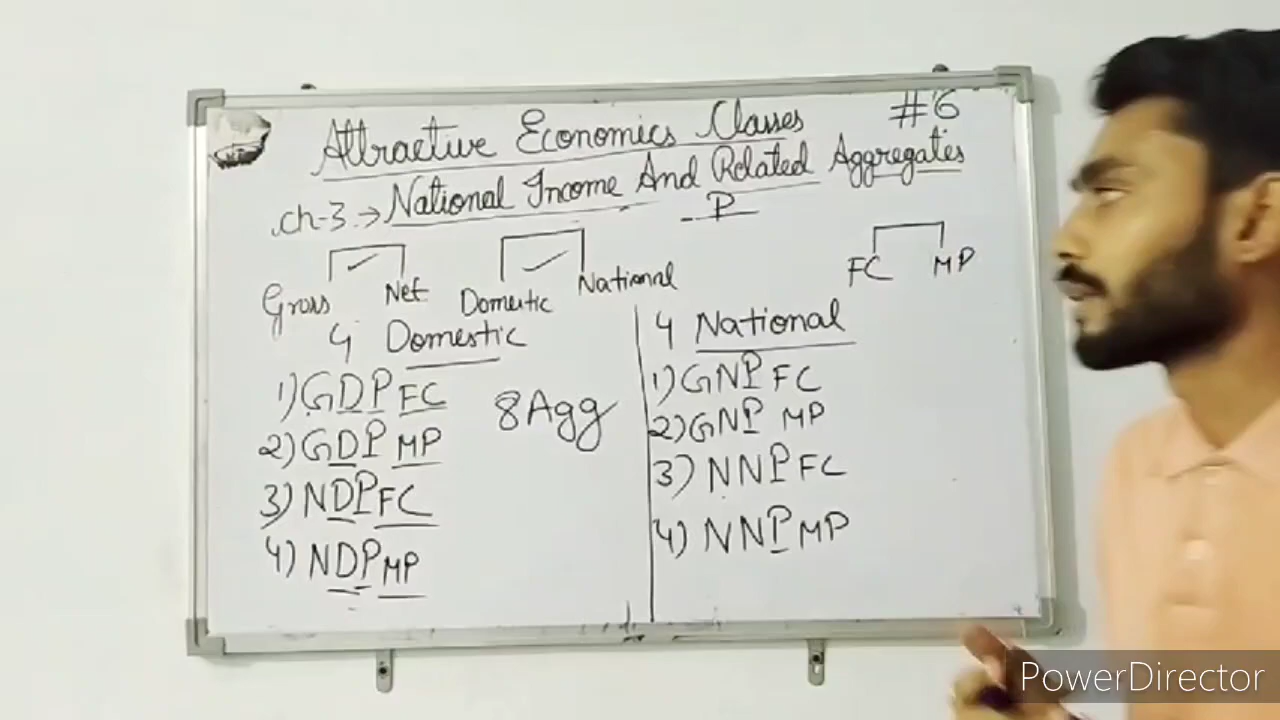 Attractive Economics Classes #6
Ch-3 → National Income And Related Aggregates
P
Gross Net Domestic National FC MP
4 Domestic
1) GDP FC
2) GDP MP
3) NDP FC
4) NDP MP
8 Agg
4 National
1) GNP FC
2) GNP MP
3) NNP FC
4) NNP MP
PowerDirector